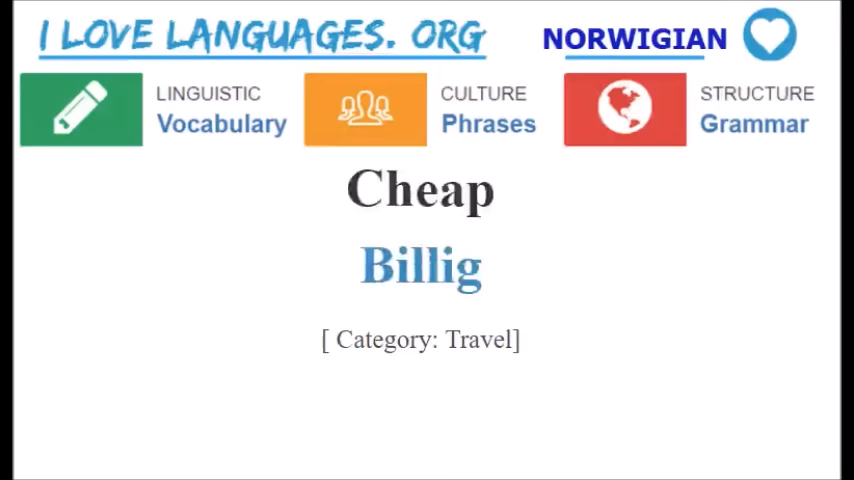 I LOVE LANGUAGES. ORG
NORWIGIAN
LINGUISTIC
Vocabulary
CULTURE
Phrases
STRUCTURE
Grammar
Cheap
Billig
[ Category: Travel]